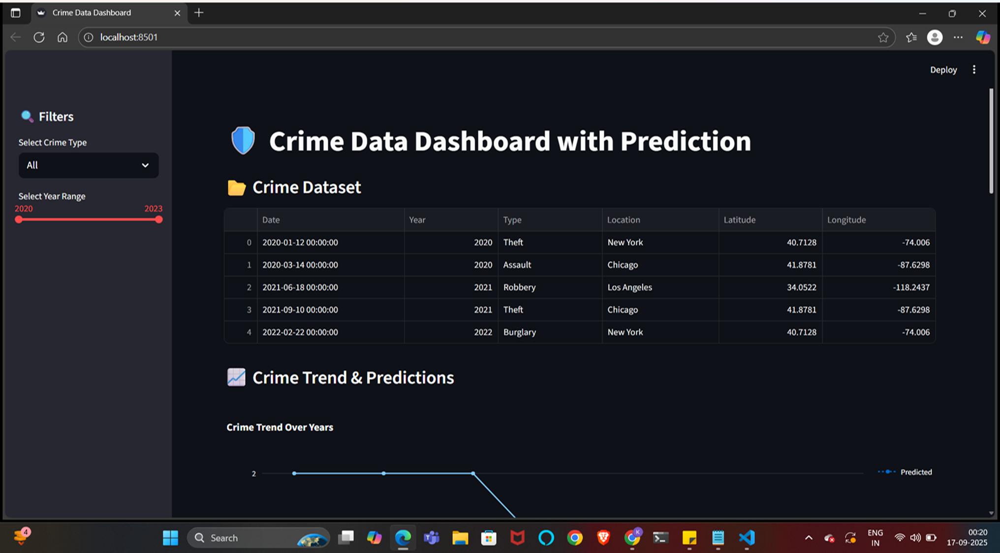 Crime Data Dashboard
localhost:8501
Deploy
Filters
Select Crime Type
All
Select Year Range
2020 2023
Crime Data Dashboard with Prediction
Crime Dataset
Date Year Type Location Latitude Longitude
0 2020-01-12 00:00:00 2020 Theft New York 40.7128 -74.006
1 2020-03-14 00:00:00 2020 Assault Chicago 41.8781 -87.6298
2 2021-06-18 00:00:00 2021 Robbery Los Angeles 34.0522 -118.2437
3 2021-09-10 00:00:00 2021 Theft Chicago 41.8781 -87.6298
4 2022-02-22 00:00:00 2022 Burglary New York 40.7128 -74.006
Crime Trend & Predictions
Crime Trend Over Years
2
Predicted
4
Search
K
ENG
IN
00:20
17-09-2025